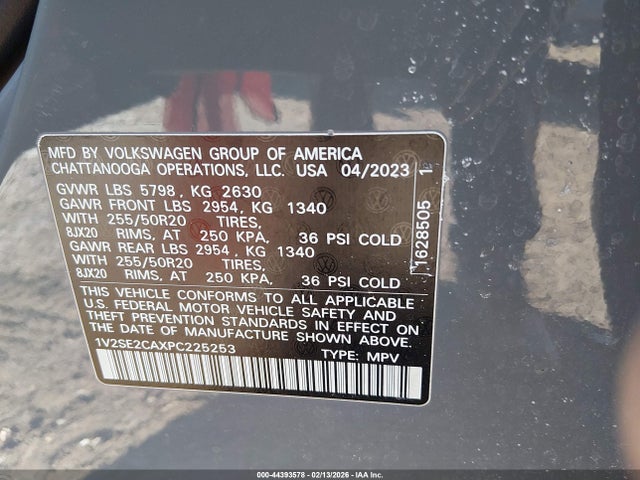 MFD BY VOLKSWAGEN GROUP OF AMERICA
CHATTANOOGA OPERATIONS, LLC. USA 04/2023
GVWR LBS 5798, KG 2630
GAWR FRONT LBS 2954, KG 1340
WITH 255/50R20 TIRES,
8JX20 RIMS, AT 250 KPA, 36 PSI COLD
GAWR REAR LBS 2954, KG 1340
WITH 255/50R20 TIRES,
8JX20 RIMS, AT 250 KPA, 36 PSI COLD
THIS VEHICLE CONFORMS TO ALL APPLICABLE
U.S. FEDERAL MOTOR VEHICLE SAFETY AND
THEFT PREVENTION STANDARDS IN EFFECT ON
THE DATE OF MANUFACTURE SHOWN ABOVE.
1V2SE2CAXPC225253 TYPE: MPV
1628505 1
000-44393578 - 02/13/2026 - IAA Inc.